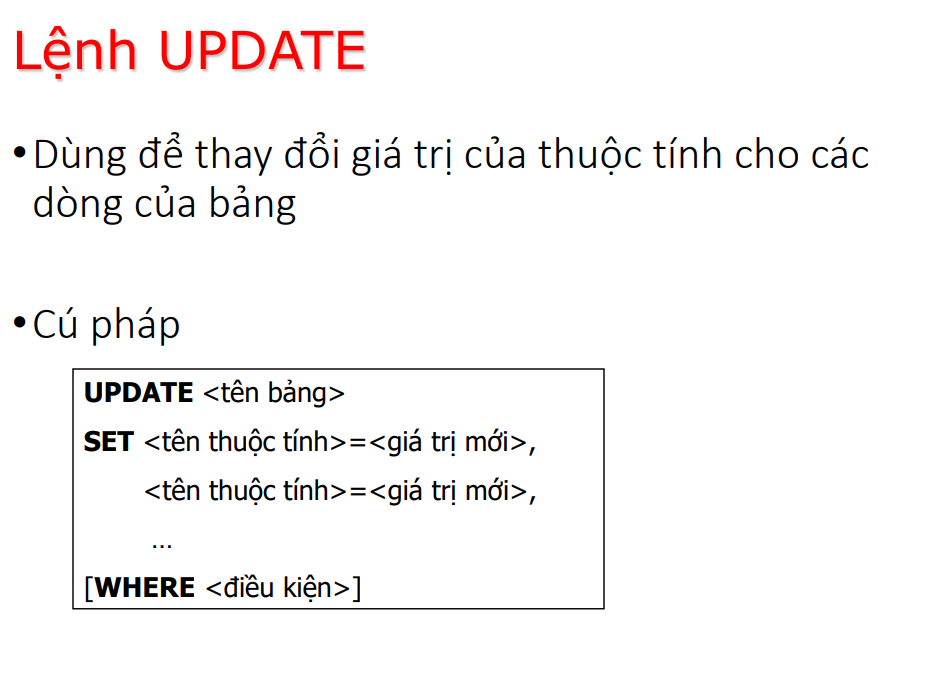 Lệnh UPDATE
•Dùng để thay đổi giá trị của thuộc tính cho các
dòng của bảng
•Cú pháp
UPDATE <tên bảng>
SET <tên thuộc tính>=<giá trị mới>,
<tên thuộc tính>=<giá trị mới>,
…
[WHERE <điều kiện>]